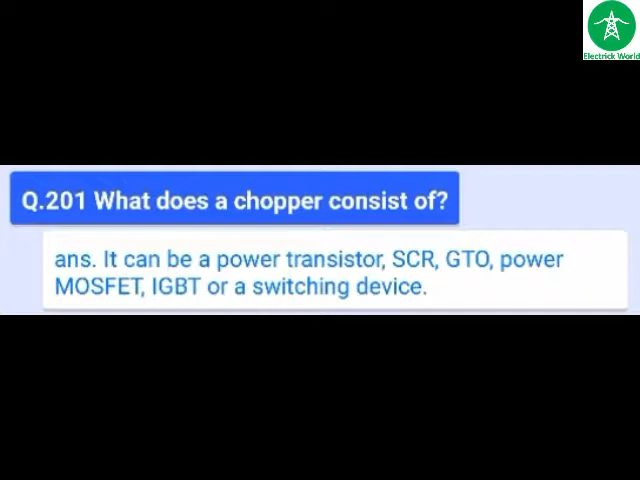 Electrick World
Q.201 What does a chopper consist of?
ans. It can be a power transistor, SCR, GTO, power
MOSFET, IGBT or a switching device.